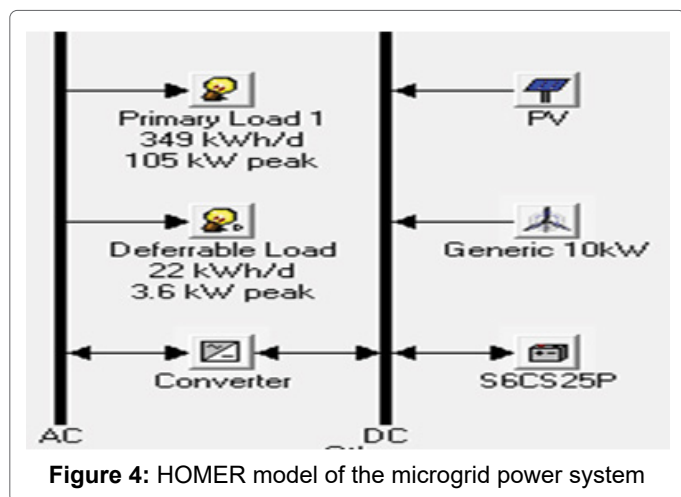 Primary Load 1
349 kWh/d
105 kW peak
PV
Deferrable Load
22 kWh/d
3.6 kW peak
Generic 10kW
Converter
S6CS25P
AC
DC
Figure 4: HOMER model of the microgrid power system